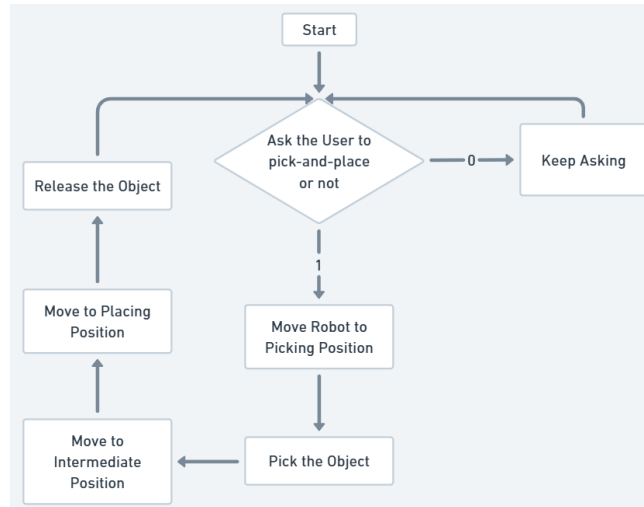 Start
Ask the User to
pick-and-place
or not
0
Keep Asking
1
Move Robot to
Picking Position
Pick the Object
Move to
Intermediate
Position
Move to Placing
Position
Release the Object